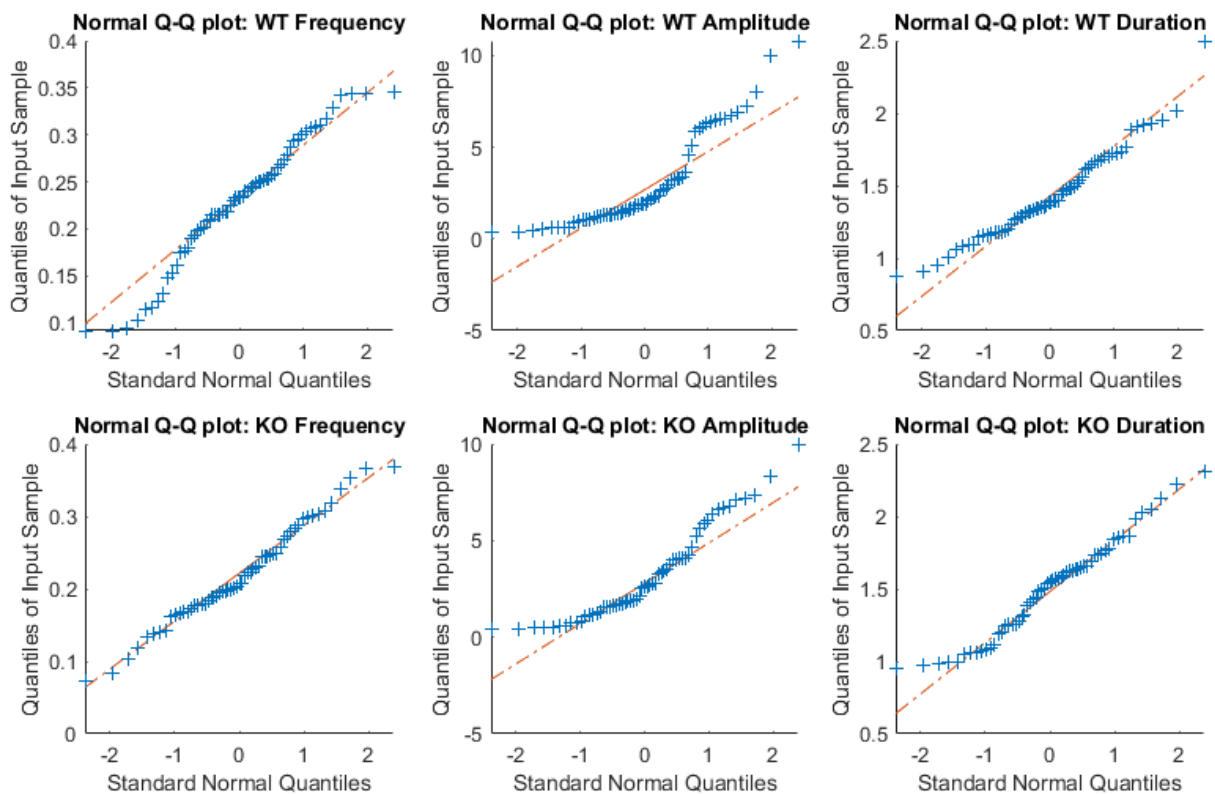 Normal Q-Q plot: WT Frequency
Quantiles of Input Sample
0.4
0.35
0.3
0.25
0.2
0.15
0.1
-2 -1 0 1 2
Standard Normal Quantiles
Normal Q-Q plot: WT Amplitude
Quantiles of Input Sample
10
5
0
-5
-2 -1 0 1 2
Standard Normal Quantiles
Normal Q-Q plot: WT Duration
Quantiles of Input Sample
2.5
2
1.5
1
0.5
-2 -1 0 1 2
Standard Normal Quantiles
Normal Q-Q plot: KO Frequency
Quantiles of Input Sample
0.4
0.3
0.2
0.1
0
-2 -1 0 1 2
Standard Normal Quantiles
Normal Q-Q plot: KO Amplitude
Quantiles of Input Sample
10
5
0
-5
-2 -1 0 1 2
Standard Normal Quantiles
Normal Q-Q plot: KO Duration
Quantiles of Input Sample
2.5
2
1.5
1
0.5
-2 -1 0 1 2
Standard Normal Quantiles